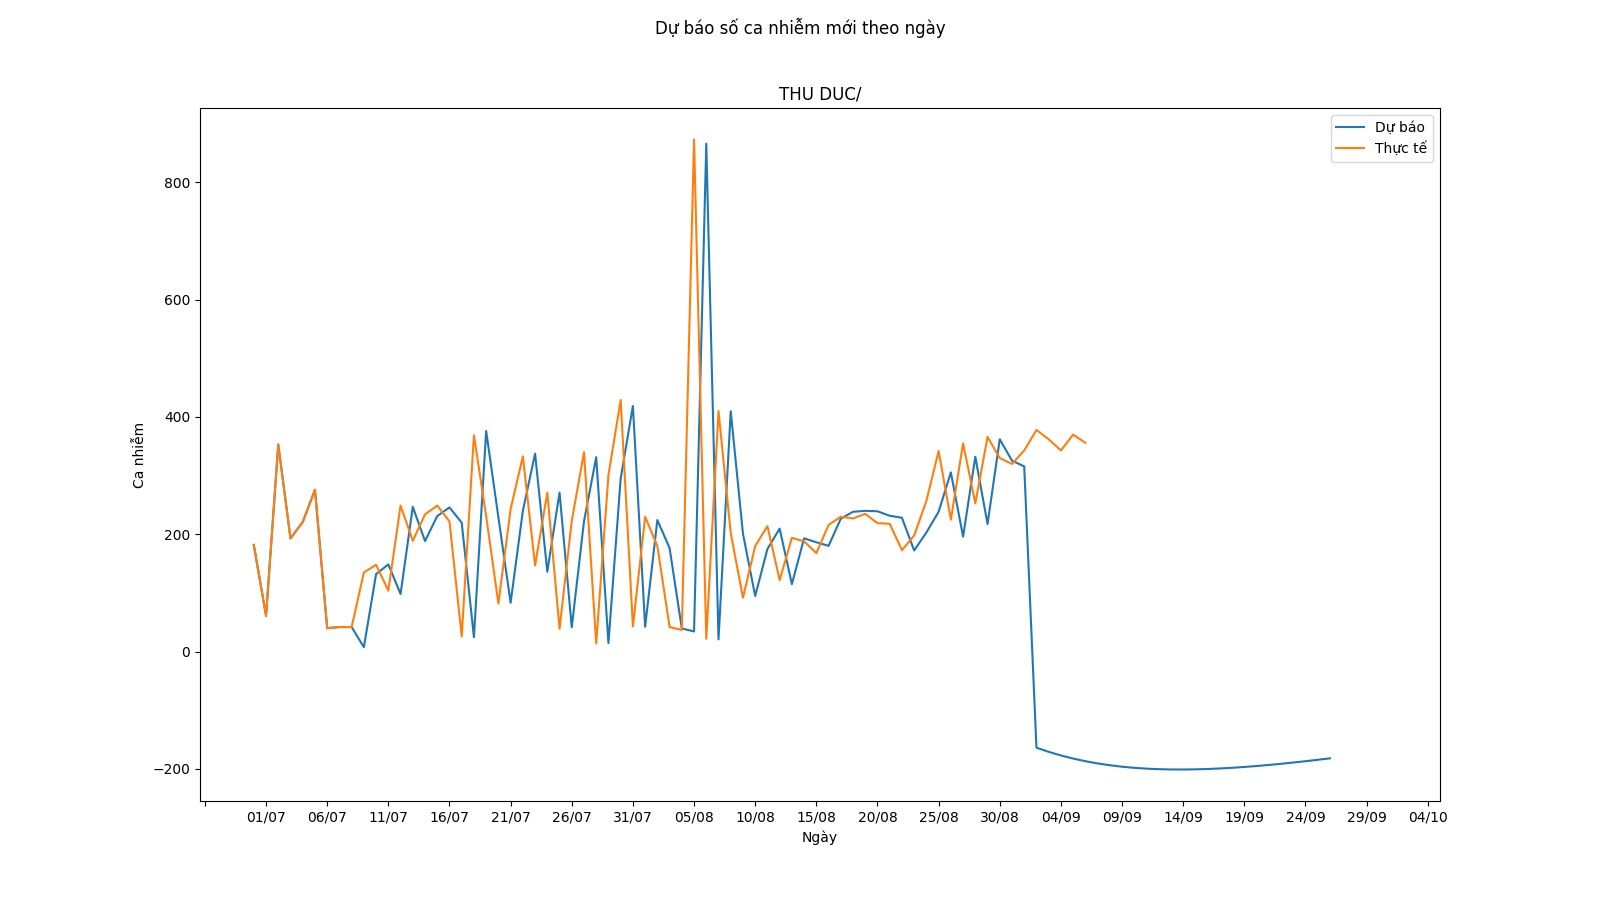 Dự báo số ca nhiễm mới theo ngày
THU DUC/
Dự báo
Thực tế
Ca nhiễm
800
600
400
200
0
−200
01/07 06/07 11/07 16/07 21/07 26/07 31/07 05/08 10/08 15/08 20/08 25/08 30/08 04/09 09/09 14/09 19/09 24/09 29/09 04/10
Ngày